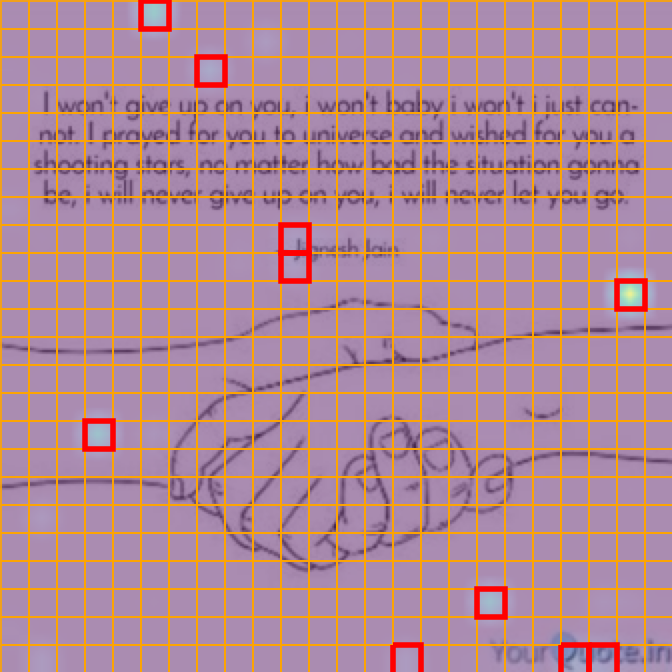 I won't give up on you, i won't baby i won't i just can-
not. I prayed for you to universe and wished for you a
shooting stars, no matter how bad the situation gonna
be, i will never give up on you, i will never let you go.
- Jignesh Jain
YourQuote.in